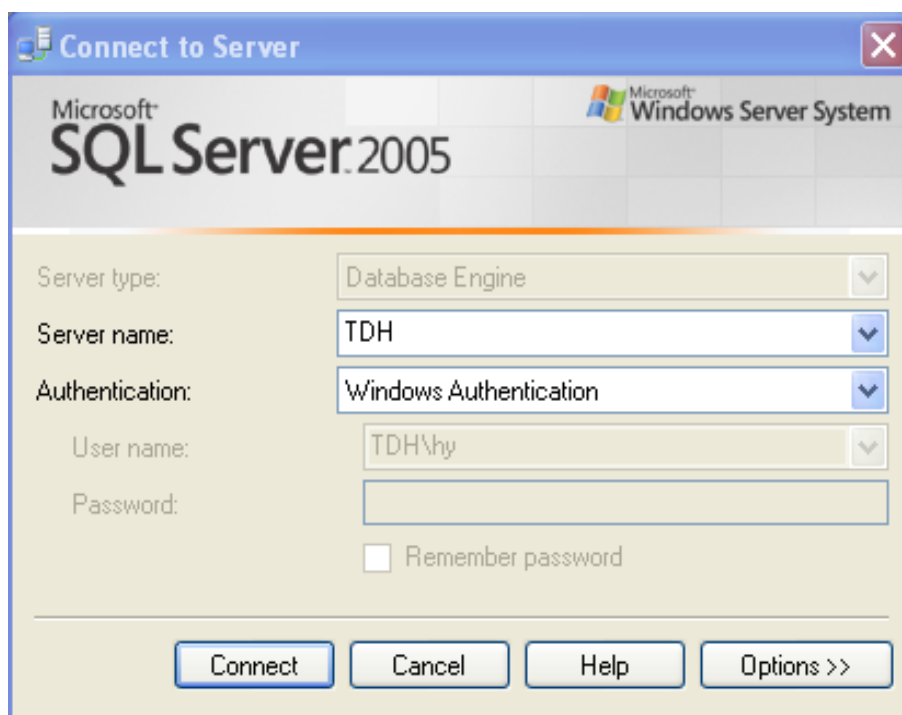 Connect to Server
Microsoft
SQL Server 2005
Microsoft
Windows Server System
Server type: Database Engine
Server name: TDH
Authentication: Windows Authentication
User name: TDH\hy
Password:
Remember password
Connect Cancel Help Options >>